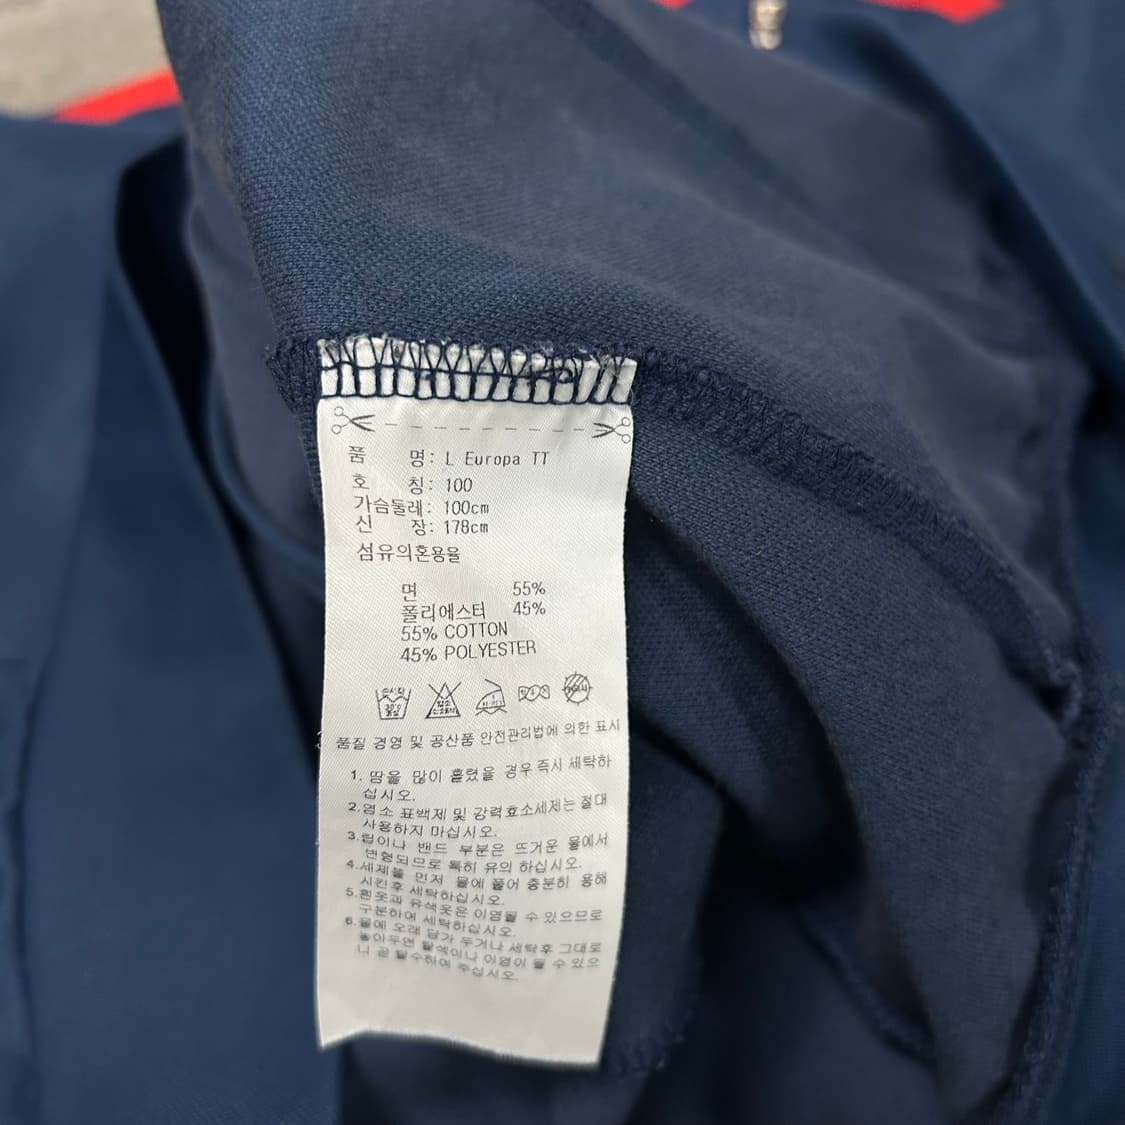 품 명: L Europa TT
호 칭: 100
가슴둘레: 100cm
신 장: 178cm
섬유의혼용율
면 55%
폴리에스터 45%
55% COTTON
45% POLYESTER
30℃
품질 경영 및 공산품 안전관리법에 의한 표시
1. 땀을 많이 흘렸을 경우즉시 세탁하
십시오.
2.염소 표백제 및 강력효소세제는 절대
사용하지 마십시오.
3.립이나 밴드 부분은 뜨거운 물에서
변형되므로 특히 유의 하십시오.
4.세제를 먼저 물에 풀어 충분히 용해
시킨후 세탁하십시오.
5.흰옷과 유색옷은 이염될 수 있으므로
구분하여 세탁하십시오.
6.물에 오래 담가 두거나 세탁후 그대로
놓아두면 탈색이나 이염이 될 수 있으
니 곧 탈수하여 주십시오.